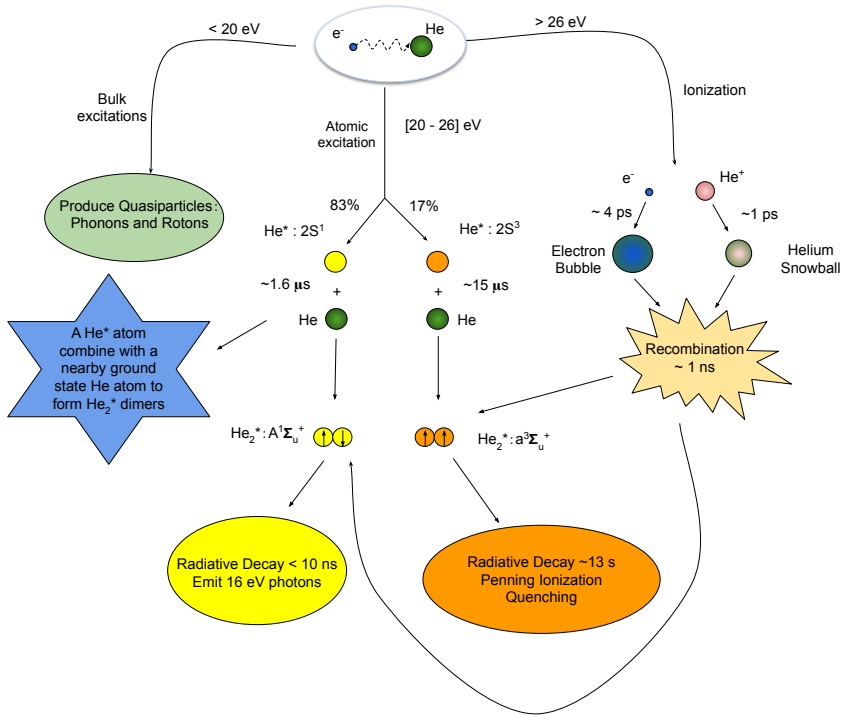 < 20 eV
e⁻
He
> 26 eV
Bulk
excitations
Atomic
excitation
[20 - 26] eV
Ionization
Produce Quasiparticles:
Phonons and Rotons
83%
17%
He* : 2S¹
He* : 2S³
e⁻
He⁺
~ 4 ps
~1 ps
Electron
Bubble
Helium
Snowball
~1.6 μs
+
+
~15 μs
He
He
A He* atom
combine with a
nearby ground
state He atom to
form He₂* dimers
Recombination
~ 1 ns
He₂* : A¹Σᵤ⁺
He₂* : a³Σᵤ⁺
Radiative Decay < 10 ns
Emit 16 eV photons
Radiative Decay ~13 s
Penning Ionization
Quenching